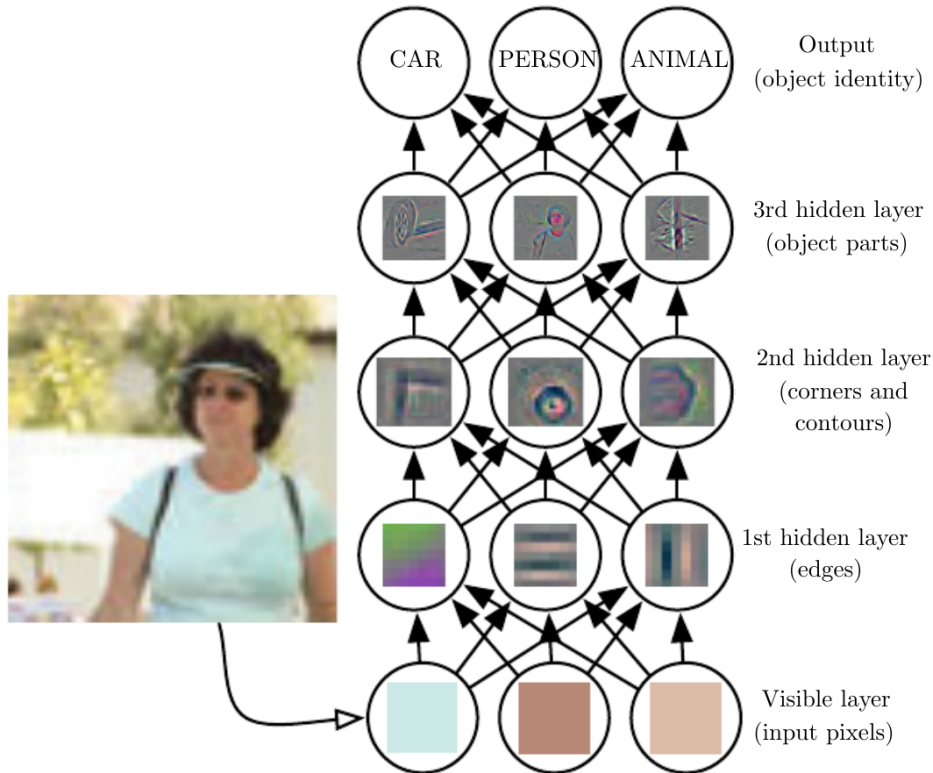 CAR PERSON ANIMAL
Output
(object identity)
3rd hidden layer
(object parts)
2nd hidden layer
(corners and
contours)
1st hidden layer
(edges)
Visible layer
(input pixels)